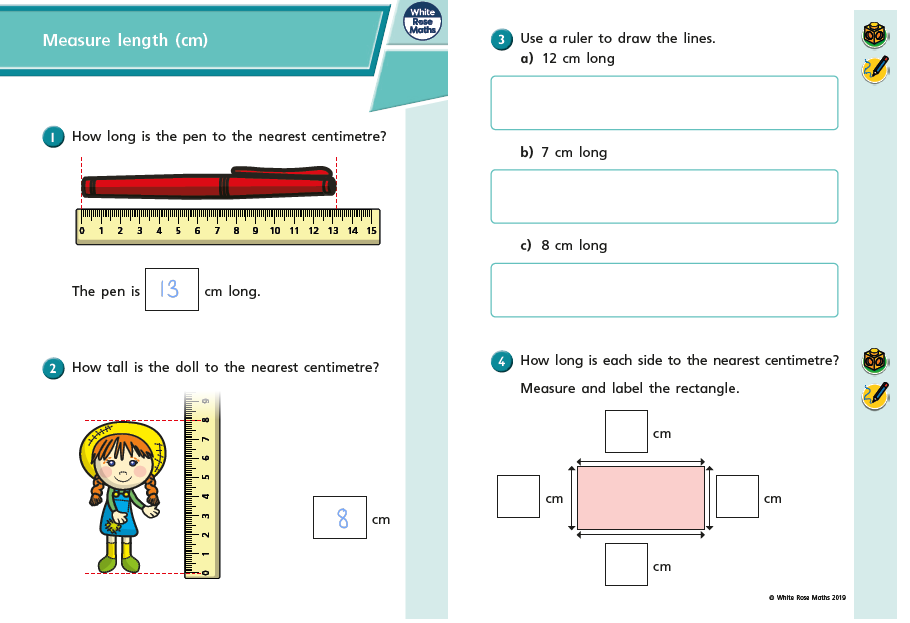 Measure length (cm)
White
Rose
Maths
1 How long is the pen to the nearest centimetre?
0 1 2 3 4 5 6 7 8 9 10 11 12 13 14 15
The pen is 13 cm long.
2 How tall is the doll to the nearest centimetre?
9
8
7
6
5
4
3
2
1
0
8 cm
3 Use a ruler to draw the lines.
a) 12 cm long
b) 7 cm long
c) 8 cm long
4 How long is each side to the nearest centimetre?
Measure and label the rectangle.
cm
cm
cm
cm
© White Rose Maths 2019